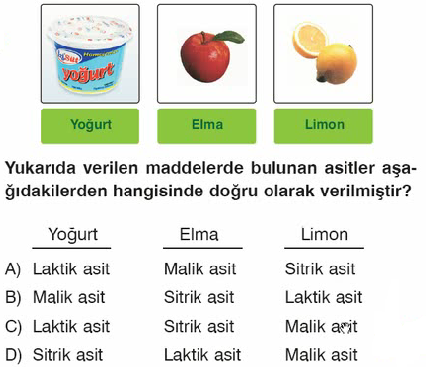 yoğurt
Yoğurt Elma Limon
Yukarıda verilen maddelerde bulunan asitler aşa-
ğıdakilerden hangisinde doğru olarak verilmiştir?
Yoğurt Elma Limon
A) Laktik asit Malik asit Sitrik asit
B) Malik asit Sitrik asit Laktik asit
C) Laktik asit Sitrik asit Malik asit
D) Sitrik asit Laktik asit Malik asit